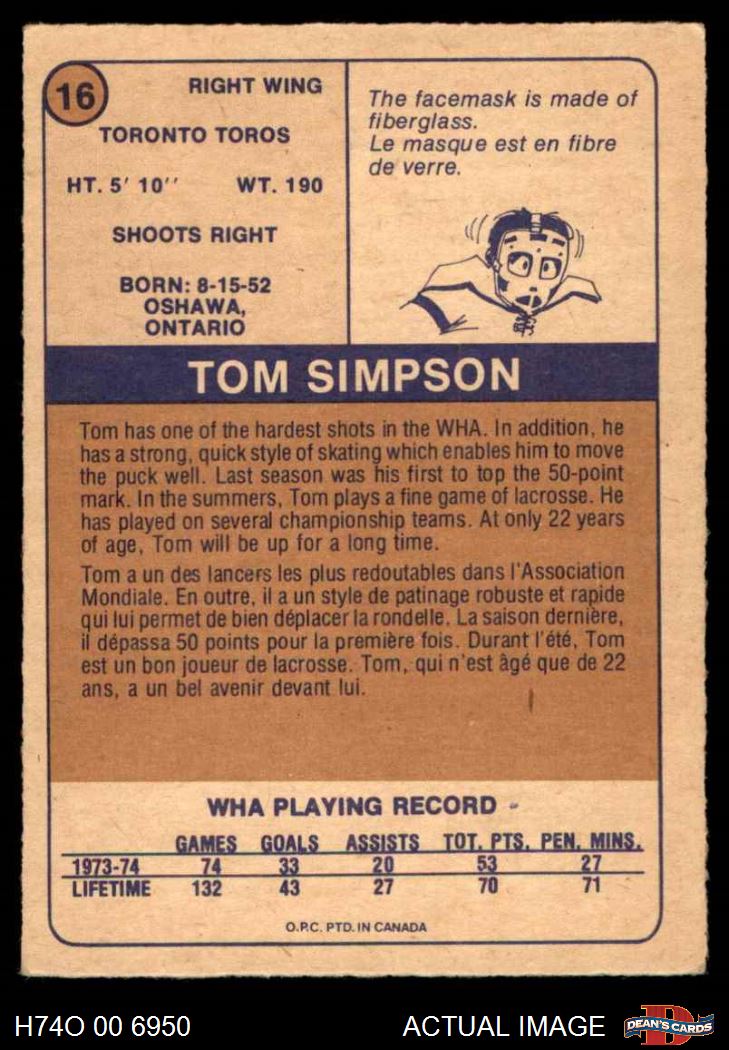 16
RIGHT WING
TORONTO TOROS
HT. 5' 10'' WT. 190
SHOOTS RIGHT
BORN: 8-15-52
OSHAWA,
ONTARIO
The facemask is made of
fiberglass.
Le masque est en fibre
de verre.
TOM SIMPSON
Tom has one of the hardest shots in the WHA. In addition, he
has a strong, quick style of skating which enables him to move
the puck well. Last season was his first to top the 50-point
mark. In the summers, Tom plays a fine game of lacrosse. He
has played on several championship teams. At only 22 years
of age, Tom will be up for a long time.
Tom a un des lancers les plus redoutables dans l'Association
Mondiale. En outre, il a un style de patinage robuste et rapide
qui lui permet de bien déplacer la rondelle. La saison dernière,
il dépassa 50 points pour la première fois. Durant l'été, Tom
est un bon joueur de lacrosse. Tom, qui n'est âgé que de 22
ans, a un bel avenir devant lui.
WHA PLAYING RECORD
GAMES GOALS ASSISTS TOT. PTS. PEN. MINS.
1973-74 74 33 20 53 27
LIFETIME 132 43 27 70 71
O.P.C. PTD. IN CANADA
H74O 00 6950 ACTUAL IMAGE DEAN'S CARDS